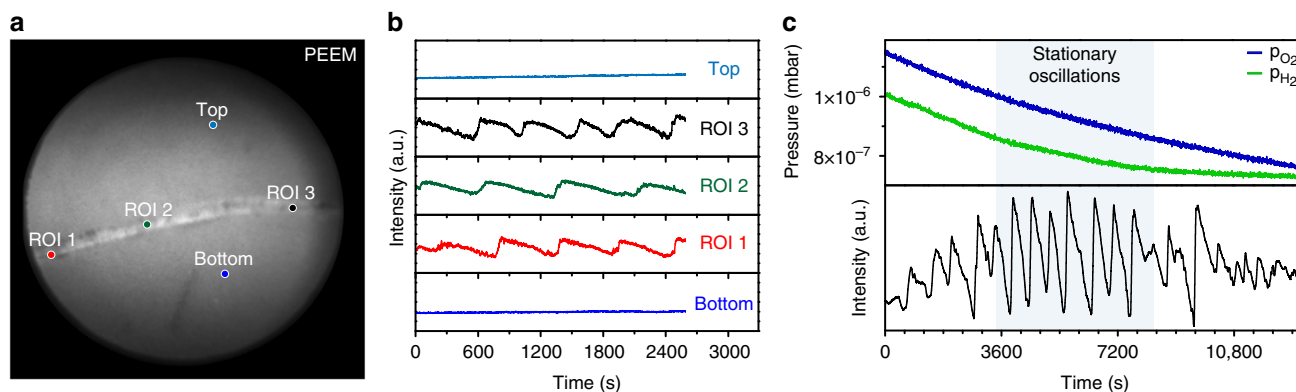 a
PEEM
Top
ROI 3
ROI 2
ROI 1
Bottom
b
Intensity (a.u.)
Top
ROI 3
ROI 2
ROI 1
Bottom
0 600 1200 1800 2400 3000
Time (s)
c
Pressure (mbar)
1×10⁻⁶
8×10⁻⁷
Stationary
oscillations
pO₂
pH₂
Intensity (a.u.)
0 3600 7200 10,800
Time (s)